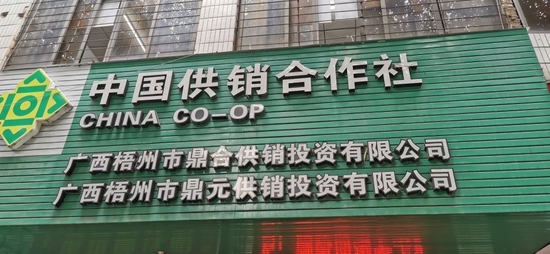 中国供销合作社
CHINA CO-OP
广西梧州市鼎合供销投资有限公司
广西梧州市鼎元供销投资有限公司